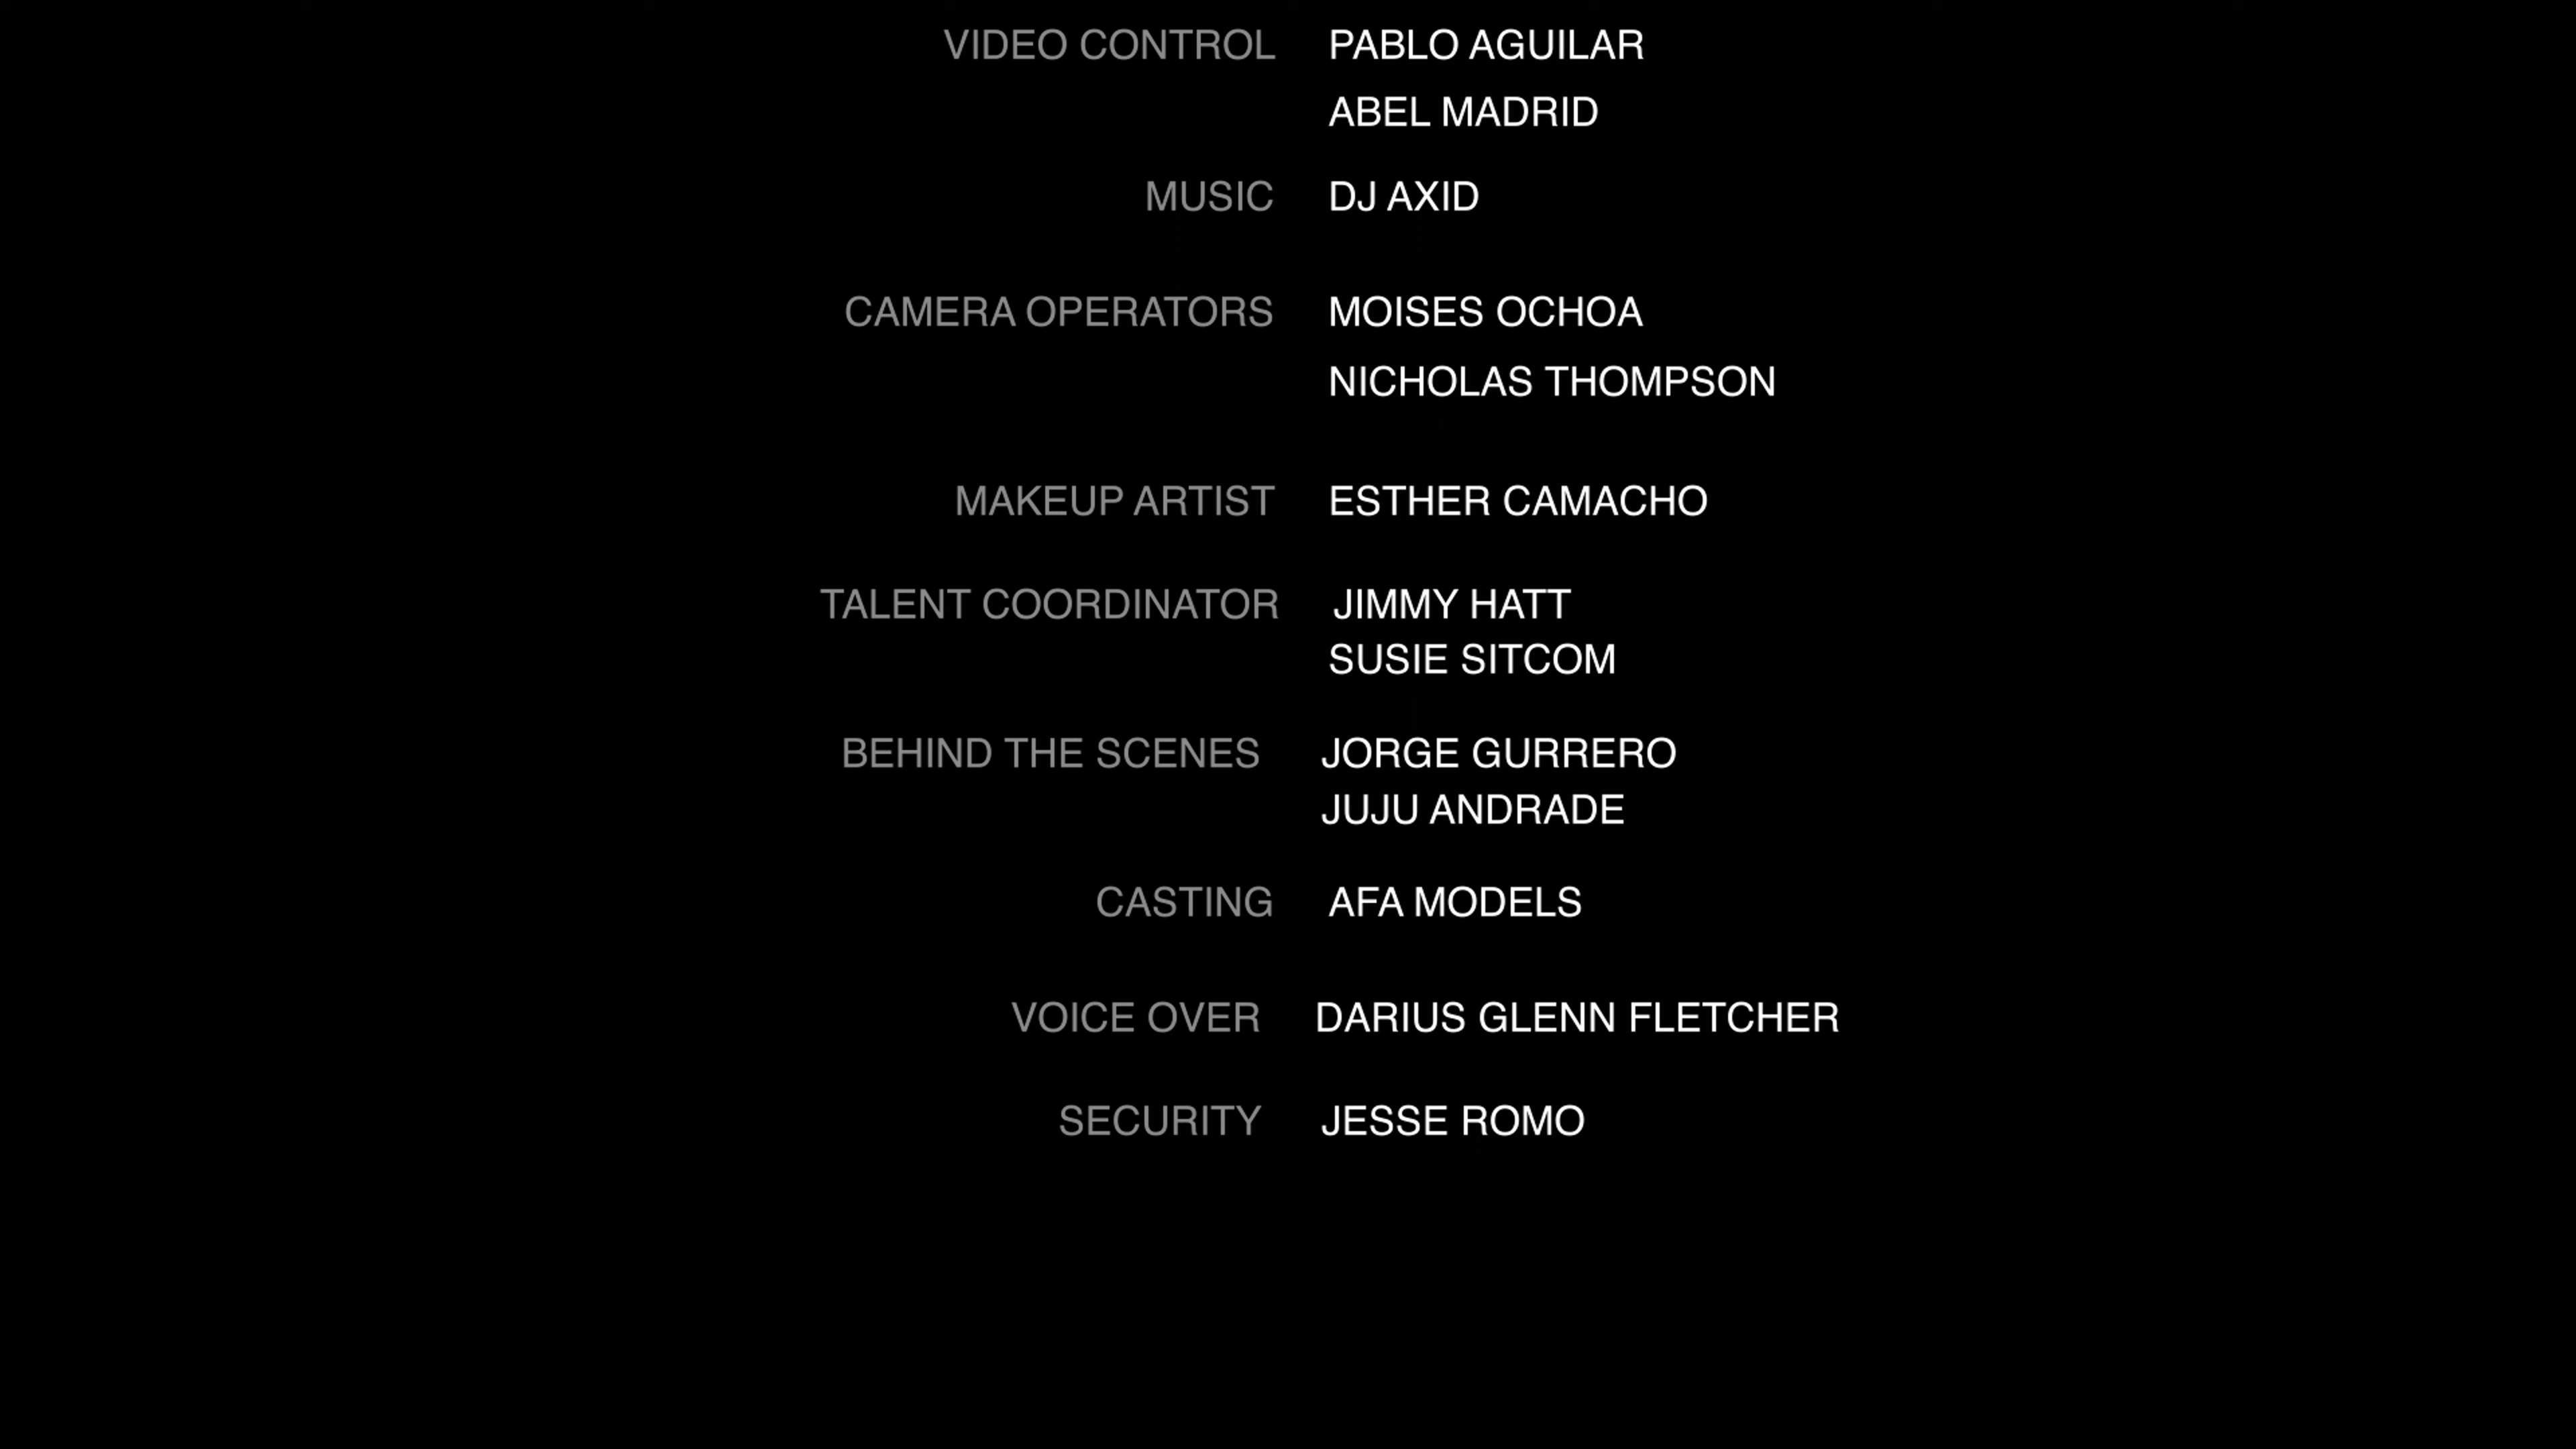 VIDEO CONTROL PABLO AGUILAR
ABEL MADRID
MUSIC DJ AXID
CAMERA OPERATORS MOISES OCHOA
NICHOLAS THOMPSON
MAKEUP ARTIST ESTHER CAMACHO
TALENT COORDINATOR JIMMY HATT
SUSIE SITCOM
BEHIND THE SCENES JORGE GURRERO
JUJU ANDRADE
CASTING AFA MODELS
VOICE OVER DARIUS GLENN FLETCHER
SECURITY JESSE ROMO